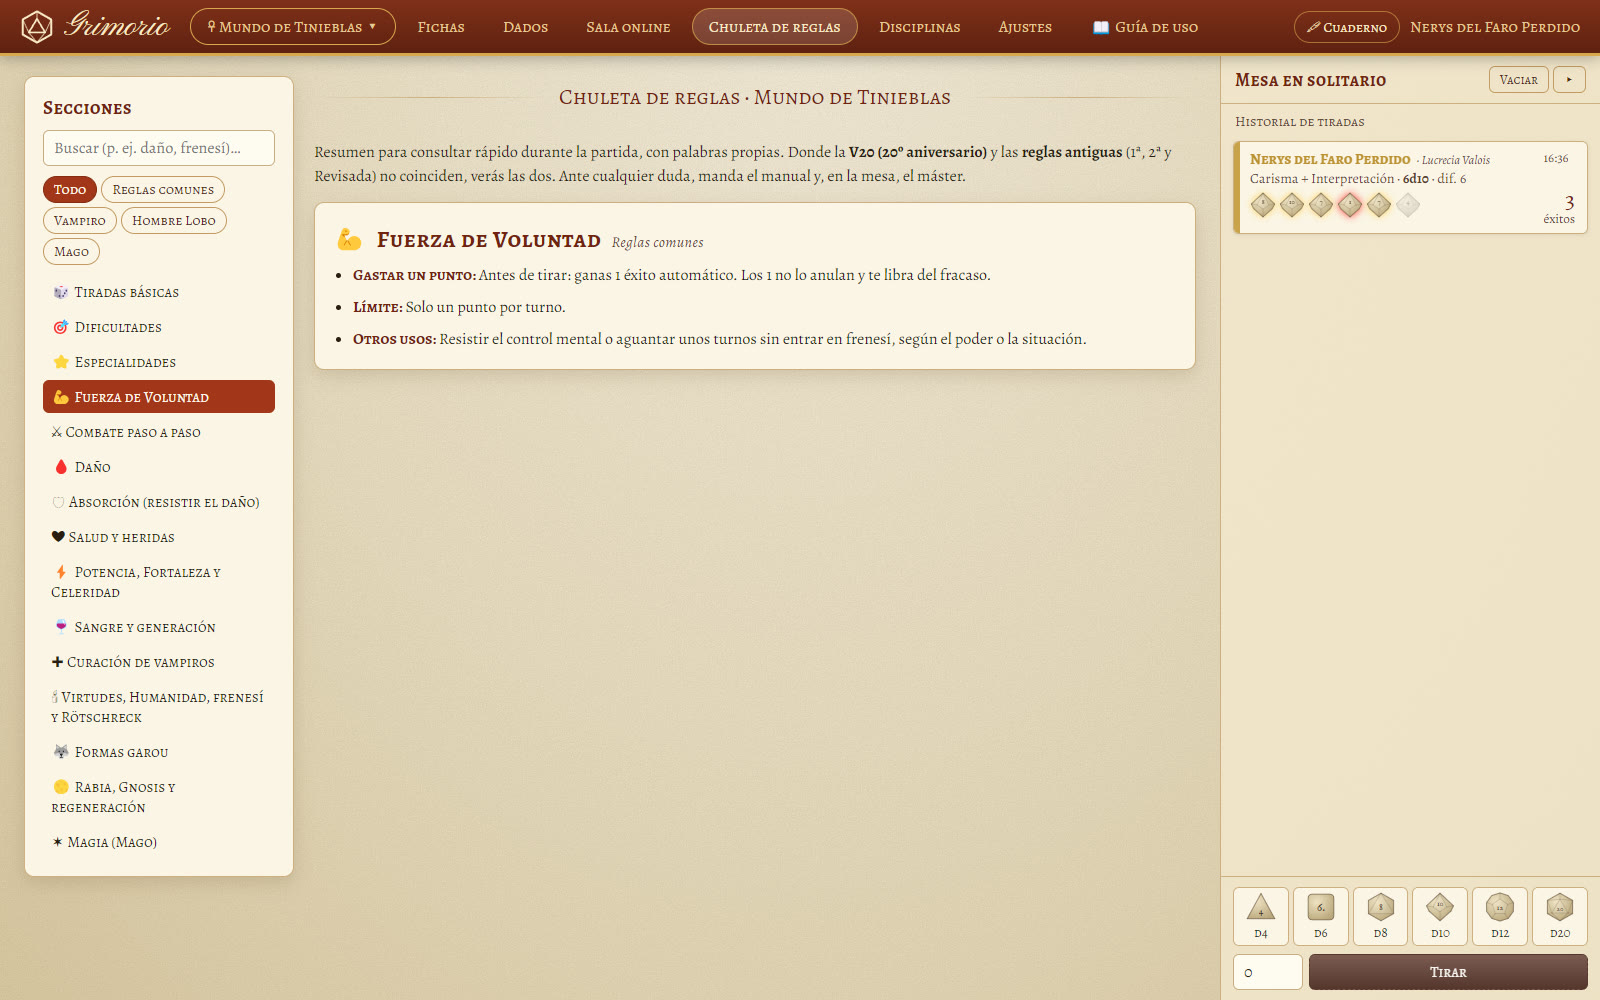 Grimorio
Mundo de Tinieblas ▾
Fichas
Dados
Sala online
Chuleta de reglas
Disciplinas
Ajustes
Guía de uso
Cuaderno
Nerys del Faro Perdido
Secciones
Buscar (p. ej. daño, frenesí)...
Todo
Reglas comunes
Vampiro
Hombre Lobo
Mago
Tiradas básicas
Dificultades
Especialidades
Fuerza de Voluntad
Combate paso a paso
Daño
Absorción (resistir el daño)
Salud y heridas
Potencia, Fortaleza y
Celeridad
Sangre y generación
Curación de vampiros
Virtudes, Humanidad, frenesí
y Rötschreck
Formas garou
Rabia, Gnosis y
regeneración
Magia (Mago)
Chuleta de reglas · Mundo de Tinieblas
Resumen para consultar rápido durante la partida, con palabras propias. Donde la V20 (20º aniversario) y las reglas antiguas (1ª, 2ª y
Revisada) no coinciden, verás las dos. Ante cualquier duda, manda el manual y, en la mesa, el máster.
Fuerza de Voluntad Reglas comunes
• Gastar un punto: Antes de tirar: ganas 1 éxito automático. Los 1 no lo anulan y te libra del fracaso.
• Límite: Solo un punto por turno.
• Otros usos: Resistir el control mental o aguantar unos turnos sin entrar en frenesí, según el poder o la situación.
Mesa en solitario
Vaciar
▸
Historial de tiradas
Nerys del Faro Perdido · Lucrecia Valois 16:36
Carisma + Interpretación · 6d10 · dif. 6
3
éxitos
D4
D6
D8
D10
D12
D20
0
Tirar